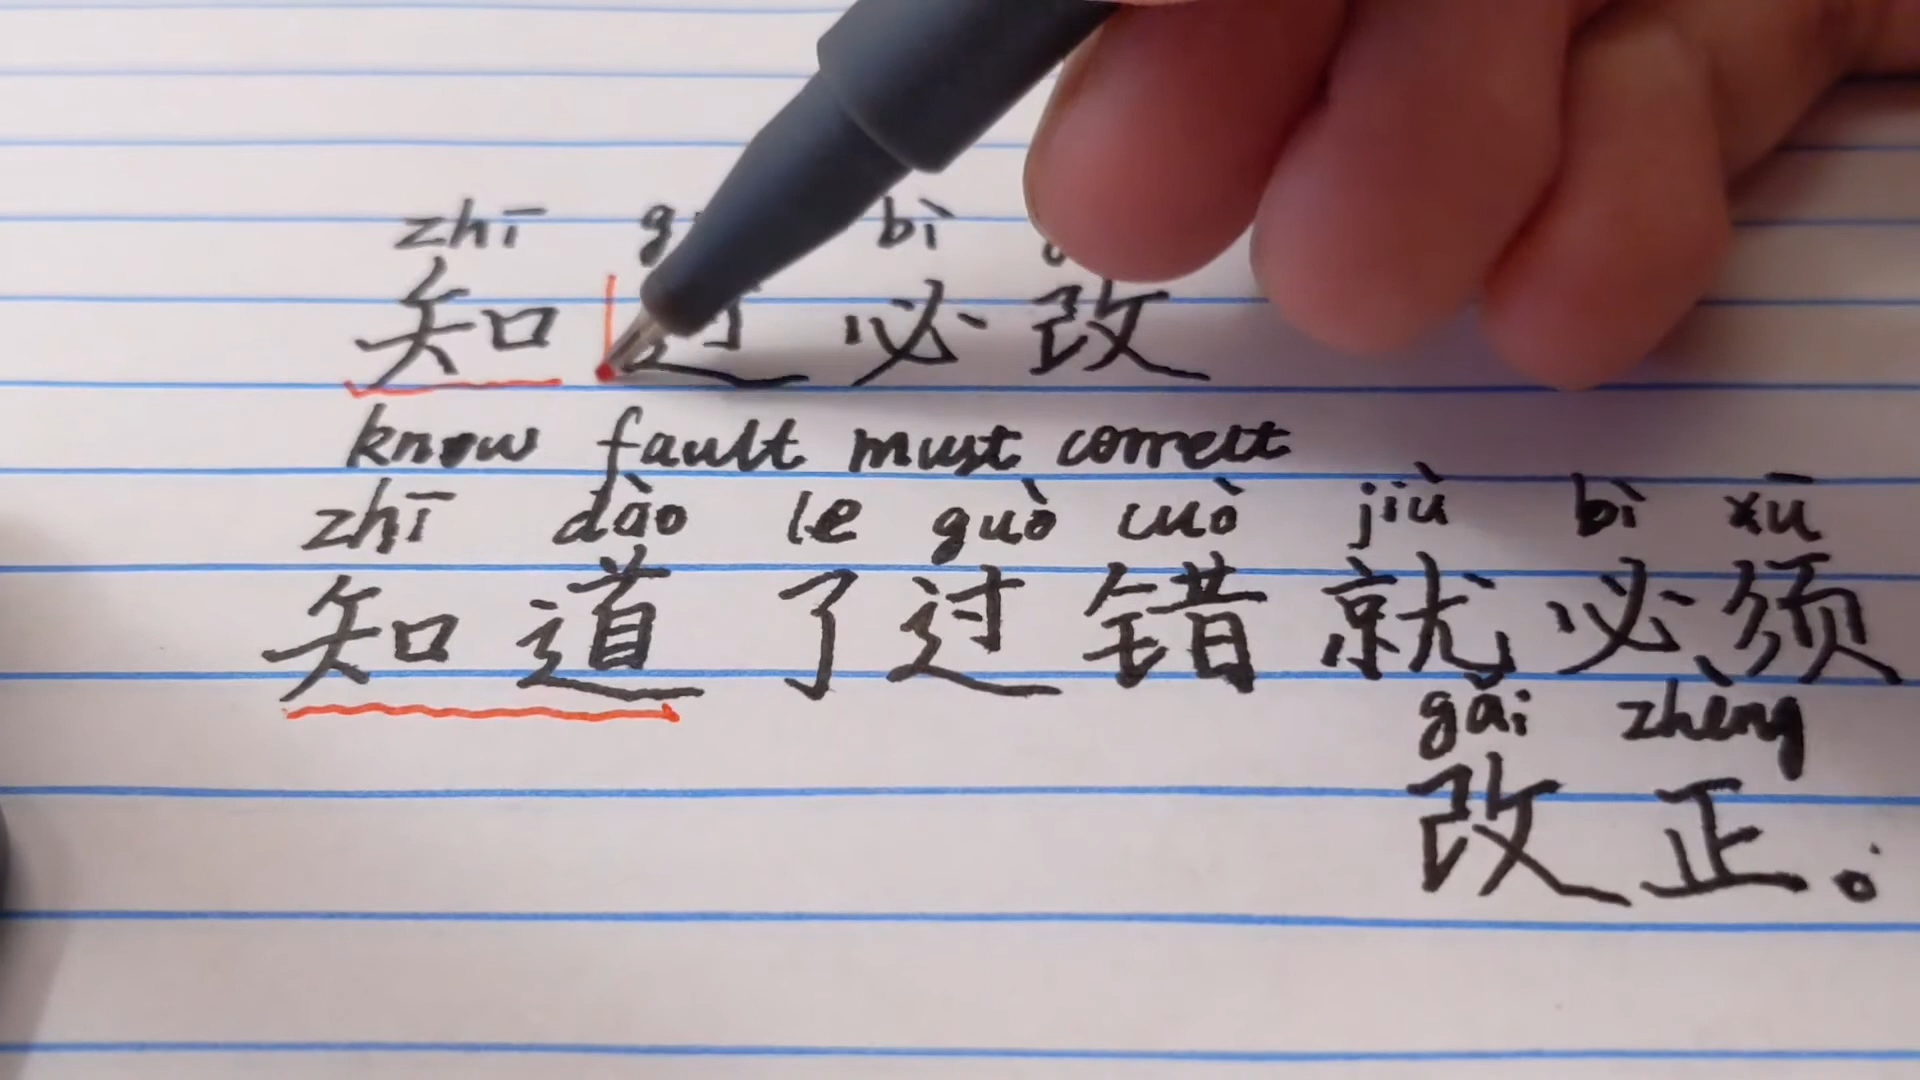 zhī bì
知 过 必 改
know fault must correct
zhī dào le guò cuò jiù bì xū
知 道 了 过 错 就 必 须
gǎi zhèng
改 正 。